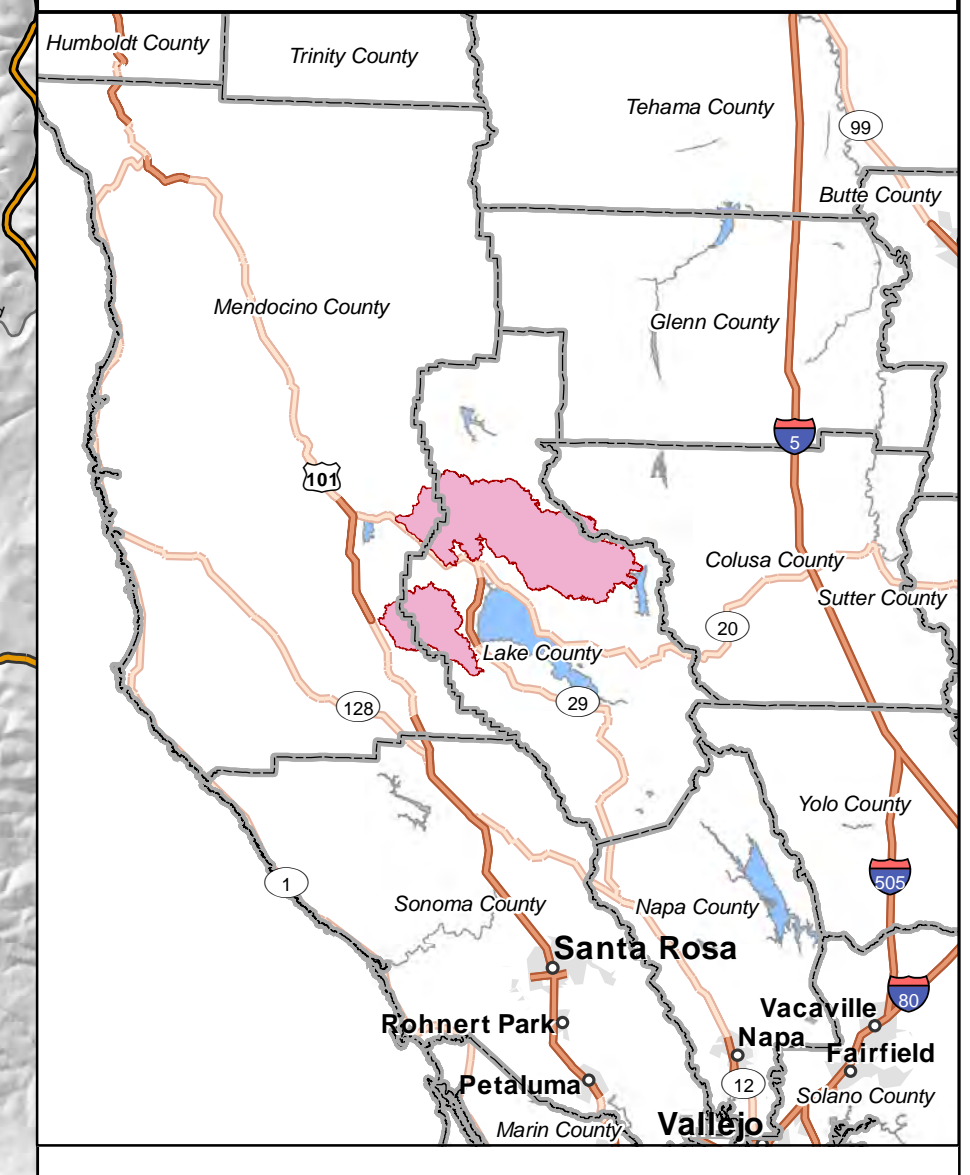 Humboldt County
Trinity County
Tehama County
99
Butte County
Mendocino County
Glenn County
5
101
Colusa County
Sutter County
20
Lake County
29
128
Yolo County
505
1
Sonoma County
Napa County
Santa Rosa
80
Vacaville
Rohnert Park
Napa
Fairfield
Petaluma
12
Solano County
Marin County
Vallejo